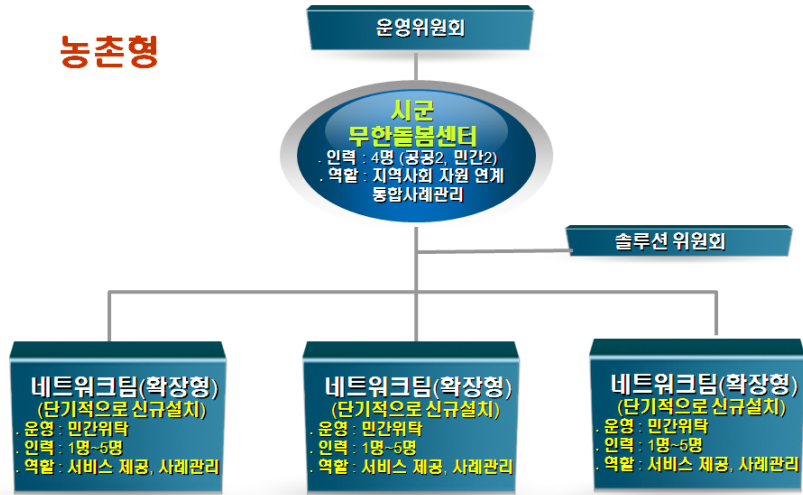 농촌형
운영위원회
시군
무한돌봄센터
. 인력 : 4명 (공공2, 민간2)
. 역할 : 지역사회 자원 연계
통합사례관리
솔루션 위원회
네트워크팀(확장형)
(단기적으로 신규설치)
. 운영 : 민간위탁
. 인력 : 1명~5명
. 역할 : 서비스 제공, 사례관리
네트워크팀(확장형)
(단기적으로 신규설치)
. 운영 : 민간위탁
. 인력 : 1명~5명
. 역할 : 서비스 제공, 사례관리
네트워크팀(확장형)
(단기적으로 신규설치)
. 운영 : 민간위탁
. 인력 : 1명~5명
. 역할 : 서비스 제공, 사례관리